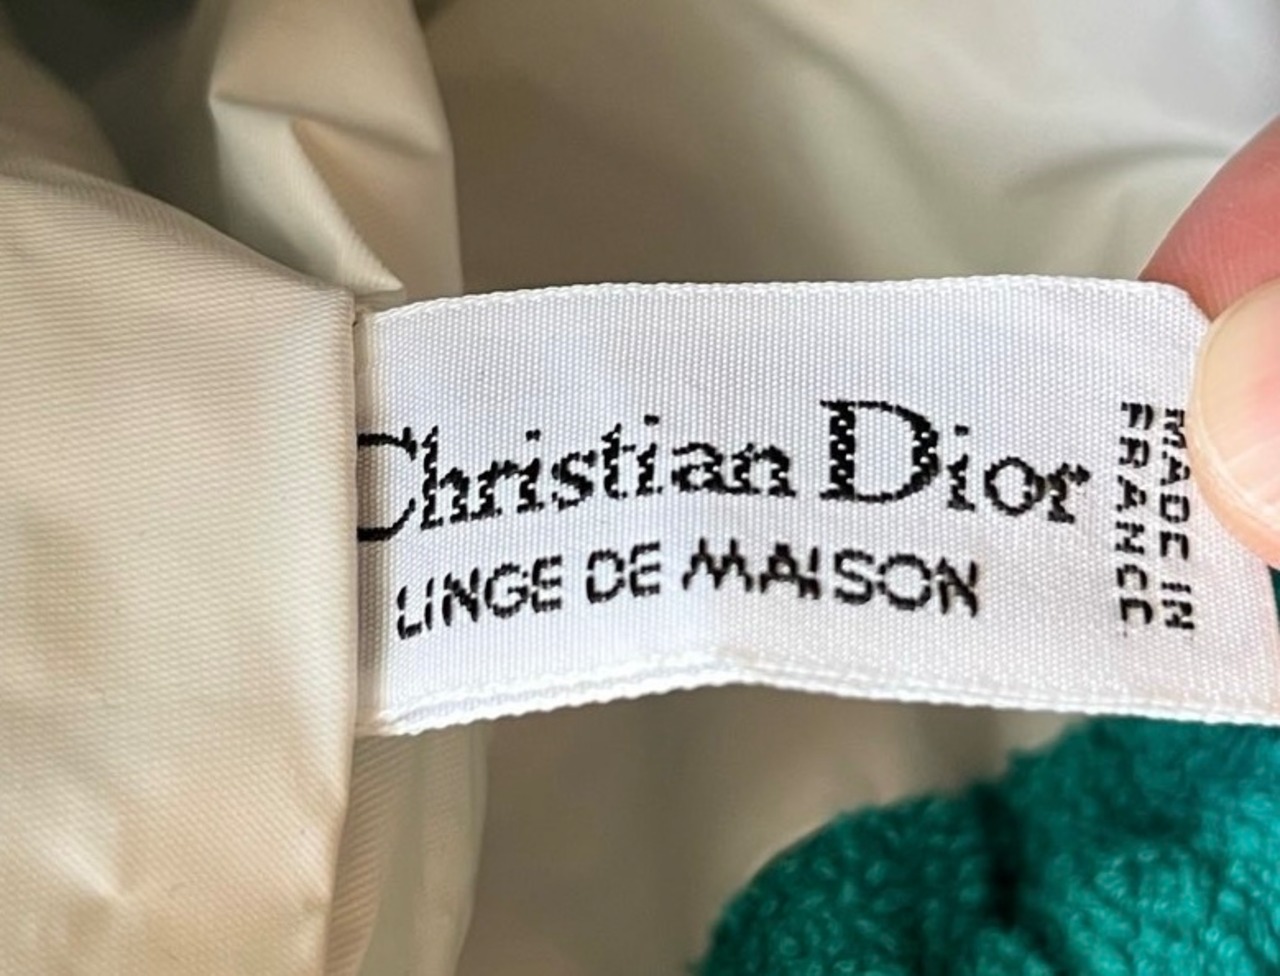 Christian Dior
LINGE DE MAISON
MADE IN
FRANCE